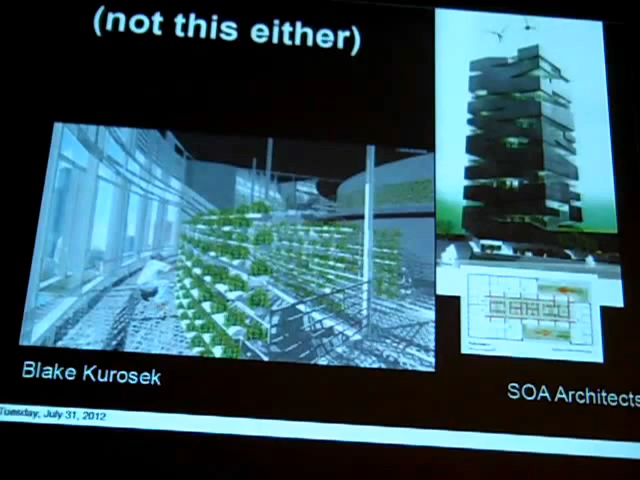 (not this either)
Blake Kurosek
SOA Architects
Tuesday, July 31, 2012